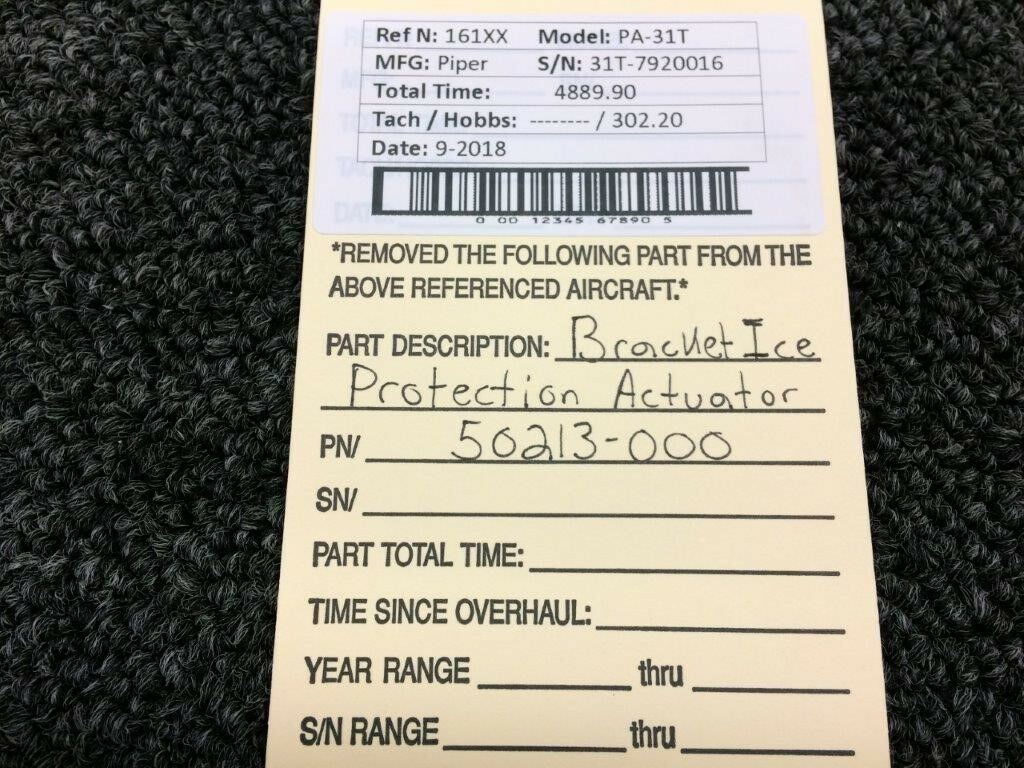 Ref N: 161XX Model: PA-31T
MFG: Piper S/N: 31T-7920016
Total Time: 4889.90
Tach / Hobbs: -------- / 302.20
Date: 9-2018
0 00 12345 67890 5
*REMOVED THE FOLLOWING PART FROM THE
ABOVE REFERENCED AIRCRAFT.*
PART DESCRIPTION: Bracket Ice
Protection Actuator
PN/ 50213-000
SN/
PART TOTAL TIME:
TIME SINCE OVERHAUL:
YEAR RANGE thru
S/N RANGE thru